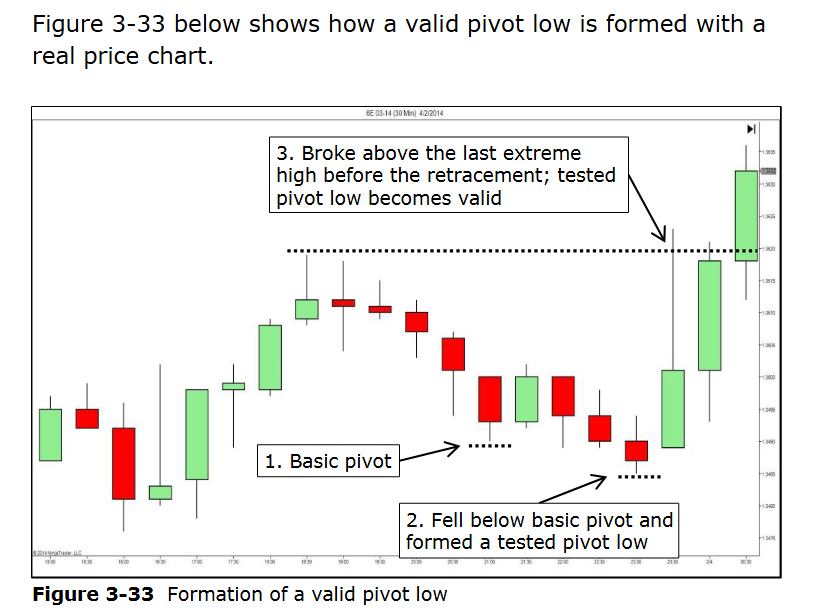 Figure 3-33 below shows how a valid pivot low is formed with a
real price chart.
6E 03-14 (30 Min)  4/2/2014
3. Broke above the last extreme
high before the retracement; tested
pivot low becomes valid
1. Basic pivot
2. Fell below basic pivot and
formed a tested pivot low
Figure 3-33  Formation of a valid pivot low